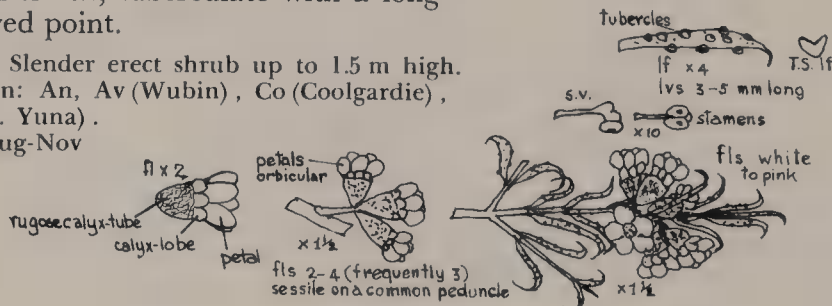 ved point.
Slender erect shrub up to 1.5 m high.
n: An, Av (Wubin), Co (Coolgardie),
. Yuna).
ug-Nov
tubercles
lf x 4
lvs 3-5 mm long
T.S. lf
s.v.
x10
stamens
fl x 2
rugose calyx-tube
calyx-lobe
petal
petals
orbicular
x 1½
fls 2-4 (frequently 3)
sessile on a common peduncle
fls white
to pink
x 1½